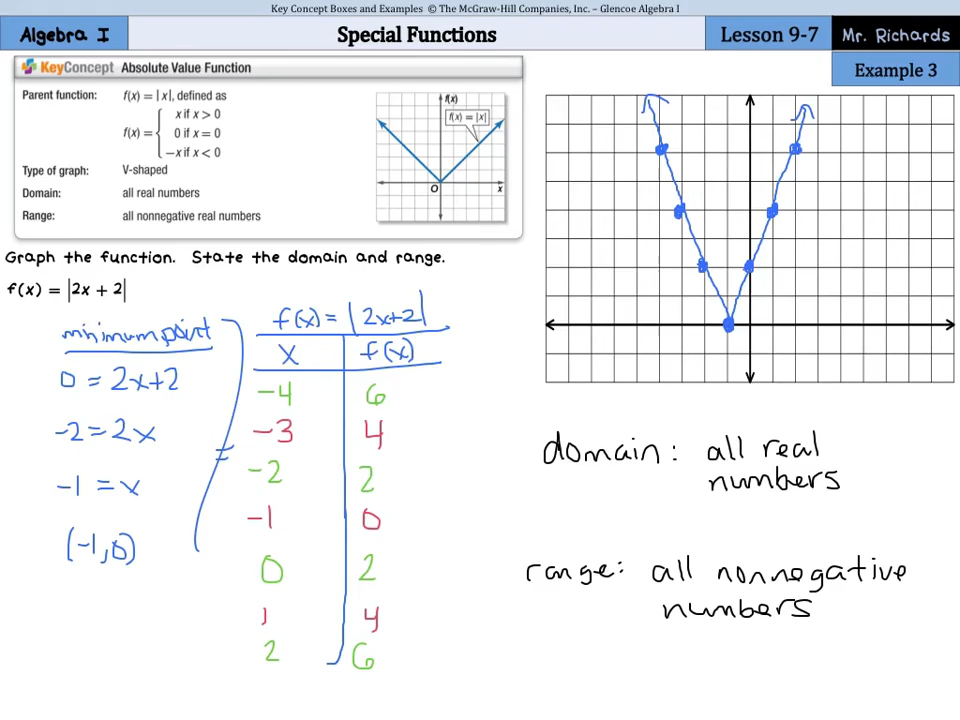 Key Concept Boxes and Examples © The McGraw-Hill Companies, Inc. – Glencoe Algebra I
Algebra I
Special Functions
Lesson 9-7
Mr. Richards
Example 3
KeyConcept Absolute Value Function
Parent function: f(x) = |x|, defined as
f(x) = { x if x > 0
0 if x = 0
−x if x < 0
Type of graph: V-shaped
Domain: all real numbers
Range: all nonnegative real numbers
f(x)
f(x) = |x|
O x
Graph the function. State the domain and range.
f(x) = |2x + 2|
minimum point
0 = 2x+2
-2 = 2x
-1 = x
(-1, 0)
f(x) = |2x+2|
x f(x)
-4 6
-3 4
-2 2
-1 0
0 2
1 4
2 6
domain: all real
numbers
range: all nonnegative
numbers